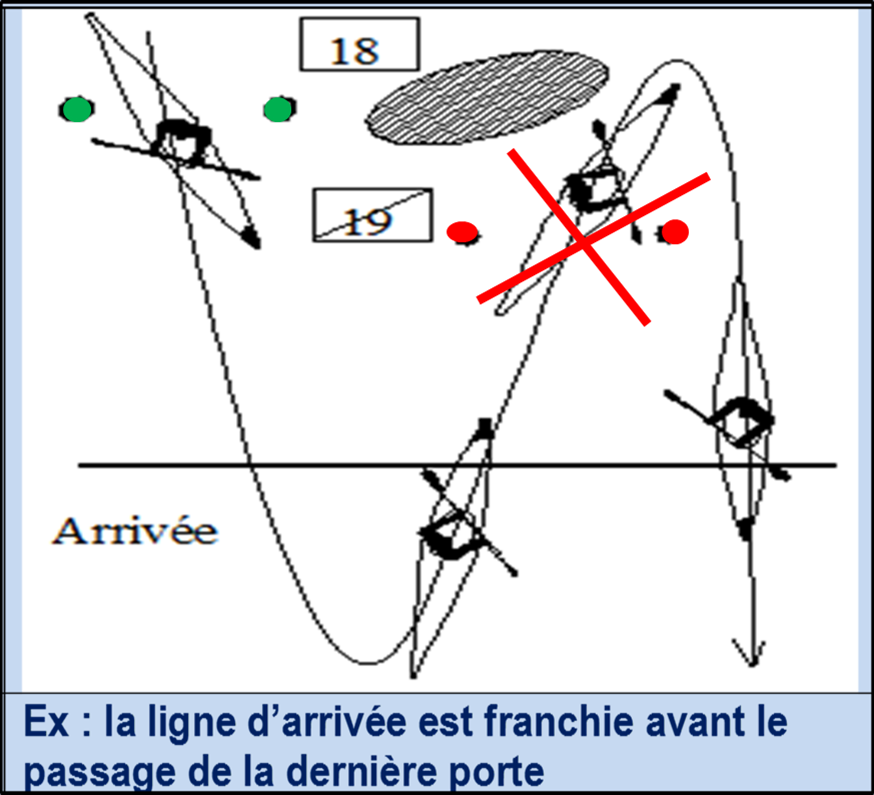 18
19
Arrivée
Ex : la ligne d’arrivée est franchie avant le
passage de la dernière porte